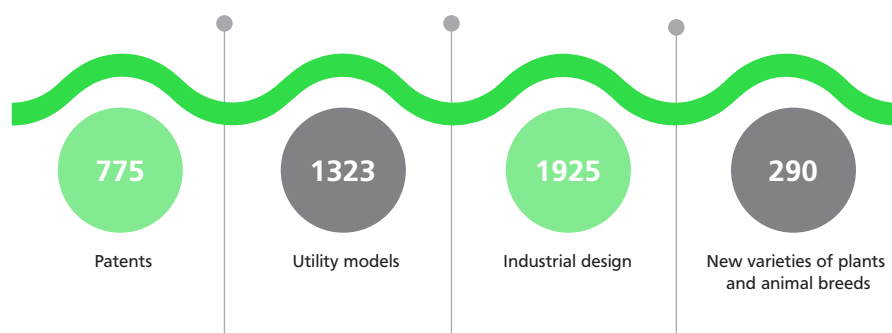 775
Patents
1323
Utility models
1925
Industrial design
290
New varieties of plants
and animal breeds